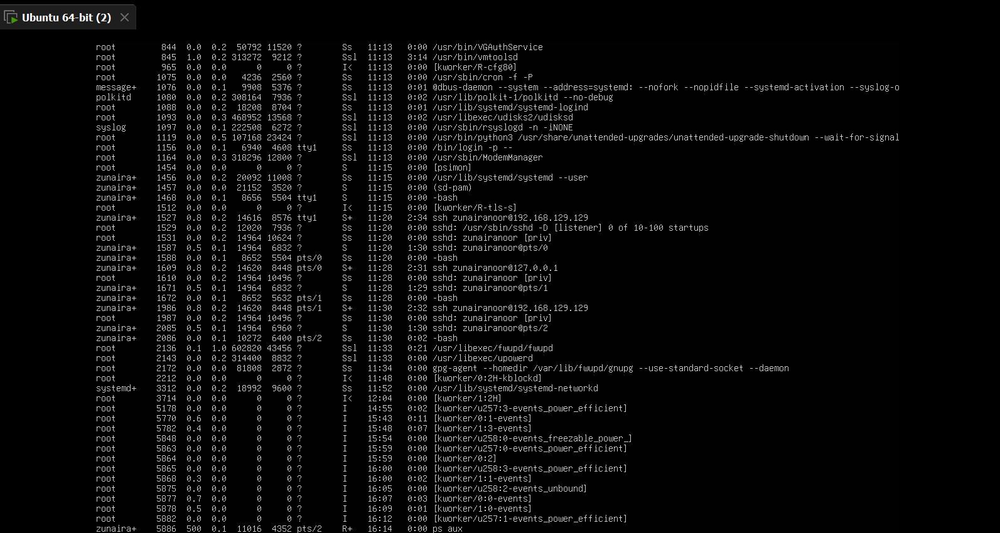 Ubuntu 64-bit (2)
root 844 0.0 0.2 50792 11520 ? Ss 11:13 0:00 /usr/bin/VGAuthService
root 845 1.0 0.2 313272 9212 ? Ssl 11:13 3:14 /usr/bin/vmtoolsd
root 965 0.0 0.0 0 0 ? I< 11:13 0:00 [kworker/R-cfg80]
root 1075 0.0 0.0 4236 2560 ? Ss 11:13 0:00 /usr/sbin/cron -f -P
message+ 1076 0.0 0.1 9908 5376 ? Ss 11:13 0:01 @dbus-daemon --system --address=systemd: --nofork --nopidfile --systemd-activation --syslog-o
polkitd 1080 0.0 0.2 308164 7936 ? Ssl 11:13 0:02 /usr/lib/polkit-1/polkitd --no-debug
root 1088 0.0 0.2 18208 8704 ? Ss 11:13 0:01 /usr/lib/systemd/systemd-logind
root 1093 0.0 0.3 468952 13568 ? Ssl 11:13 0:02 /usr/libexec/udisks2/udisksd
syslog 1097 0.0 0.1 222508 6272 ? Ssl 11:13 0:00 /usr/sbin/rsyslogd -n -iNONE
root 1119 0.0 0.5 107168 23424 ? Ssl 11:13 0:00 /usr/bin/python3 /usr/share/unattended-upgrades/unattended-upgrade-shutdown --wait-for-signal
root 1156 0.0 0.1 6940 4608 tty1 Ss 11:13 0:00 /bin/login -p --
root 1164 0.0 0.3 318296 12800 ? Ssl 11:13 0:00 /usr/sbin/ModemManager
root 1454 0.0 0.0 0 0 ? S 11:15 0:00 [psimon]
zunaira+ 1456 0.0 0.2 20092 11008 ? Ss 11:15 0:00 /usr/lib/systemd/systemd --user
zunaira+ 1457 0.0 0.0 21152 3520 ? S 11:15 0:00 (sd-pam)
zunaira+ 1468 0.0 0.1 8656 5504 tty1 S 11:15 0:00 -bash
root 1512 0.0 0.0 0 0 ? I< 11:15 0:00 [kworker/R-tls-s]
zunaira+ 1527 0.8 0.2 14616 8576 tty1 S+ 11:20 2:34 ssh zunairanoor@192.168.129.129
root 1529 0.0 0.2 12020 7936 ? Ss 11:20 0:00 sshd: /usr/sbin/sshd -D [listener] 0 of 10-100 startups
root 1531 0.0 0.2 14964 10624 ? Ss 11:20 0:00 sshd: zunairanoor [priv]
zunaira+ 1587 0.5 0.1 14964 6832 ? S 11:20 1:30 sshd: zunairanoor@pts/0
zunaira+ 1588 0.0 0.1 8652 5504 pts/0 Ss 11:20 0:00 -bash
zunaira+ 1609 0.8 0.2 14620 8448 pts/0 S+ 11:28 2:31 ssh zunairanoor@127.0.0.1
root 1610 0.0 0.2 14964 10496 ? Ss 11:28 0:00 sshd: zunairanoor [priv]
zunaira+ 1671 0.5 0.1 14964 6832 ? S 11:28 1:29 sshd: zunairanoor@pts/1
zunaira+ 1672 0.0 0.1 8652 5632 pts/1 Ss 11:28 0:00 -bash
zunaira+ 1986 0.8 0.2 14620 8448 pts/1 S+ 11:30 2:32 ssh zunairanoor@192.168.129.129
root 1987 0.0 0.2 14964 10496 ? Ss 11:30 0:00 sshd: zunairanoor [priv]
zunaira+ 2085 0.5 0.1 14964 6960 ? S 11:30 1:30 sshd: zunairanoor@pts/2
zunaira+ 2086 0.0 0.1 10272 6400 pts/2 Ss 11:30 0:02 -bash
root 2136 0.1 1.0 602820 43456 ? Ssl 11:33 0:21 /usr/libexec/fwupd/fwupd
root 2143 0.0 0.2 314400 8832 ? Ssl 11:33 0:00 /usr/libexec/upowerd
root 2172 0.0 0.0 81808 2872 ? Ss 11:34 0:00 gpg-agent --homedir /var/lib/fwupd/gnupg --use-standard-socket --daemon
root 2212 0.0 0.0 0 0 ? I< 11:48 0:00 [kworker/0:2H-kblockd]
systemd+ 3312 0.0 0.2 18992 9600 ? Ss 11:52 0:00 /usr/lib/systemd/systemd-networkd
root 3714 0.0 0.0 0 0 ? I< 12:04 0:00 [kworker/1:2H]
root 5178 0.0 0.0 0 0 ? I 14:55 0:02 [kworker/u257:3-events_power_efficient]
root 5770 0.6 0.0 0 0 ? I 15:43 0:11 [kworker/0:1-events]
root 5782 0.4 0.0 0 0 ? I 15:48 0:07 [kworker/1:3-events]
root 5848 0.0 0.0 0 0 ? I 15:54 0:00 [kworker/u258:0-events_freezable_power_]
root 5863 0.0 0.0 0 0 ? I 15:59 0:00 [kworker/u257:0-events_power_efficient]
root 5864 0.0 0.0 0 0 ? I 15:59 0:00 [kworker/0:2]
root 5865 0.0 0.0 0 0 ? I 16:00 0:00 [kworker/u258:3-events_power_efficient]
root 5868 0.3 0.0 0 0 ? I 16:00 0:02 [kworker/1:1-events]
root 5875 0.0 0.0 0 0 ? I 16:05 0:00 [kworker/u258:2-events_unbound]
root 5877 0.7 0.0 0 0 ? I 16:07 0:03 [kworker/0:0-events]
root 5878 0.5 0.0 0 0 ? I 16:09 0:01 [kworker/1:0-events]
root 5882 0.0 0.0 0 0 ? I 16:12 0:00 [kworker/u257:1-events_power_efficient]
zunaira+ 5886 500 0.1 11016 4352 pts/2 R+ 16:14 0:00 ps aux